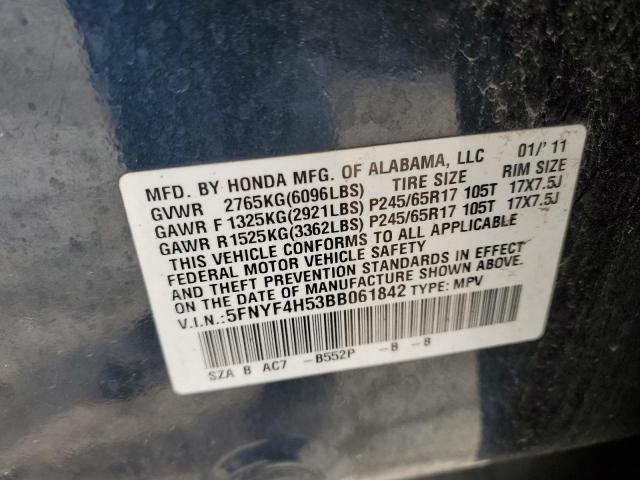 MFD. BY HONDA MFG. OF ALABAMA, LLC 01/'11
GVWR 2765KG(6096LBS) TIRE SIZE RIM SIZE
GAWR F 1325KG(2921LBS) P245/65R17 105T 17X7.5J
GAWR R 1525KG(3362LBS) P245/65R17 105T 17X7.5J
THIS VEHICLE CONFORMS TO ALL APPLICABLE
FEDERAL MOTOR VEHICLE SAFETY
AND THEFT PREVENTION STANDARDS IN EFFECT
ON THE DATE OF MANUFACTURE SHOWN ABOVE.
V.I.N.:5FNYF4H53BB061842 TYPE: MPV
SZA B AC7 -B552P -B -B